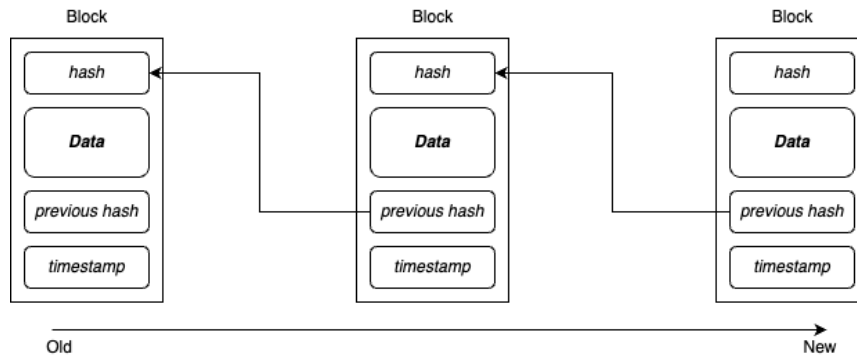 Block
hash
Data
previous hash
timestamp
Block
hash
Data
previous hash
timestamp
Block
hash
Data
previous hash
timestamp
Old
New